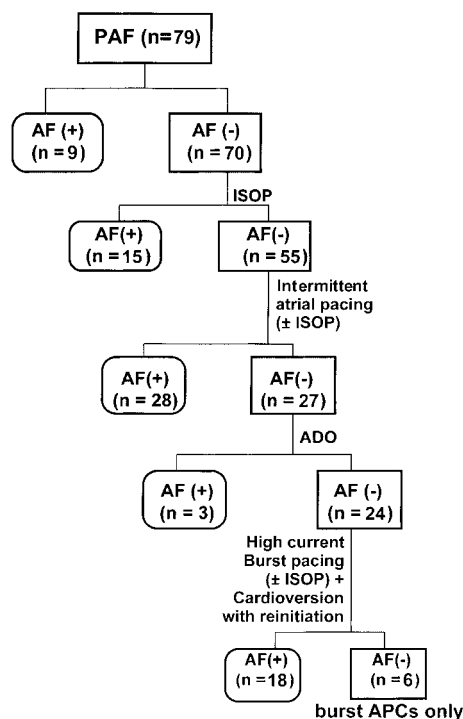 PAF (n=79)
AF (+)
(n = 9)
AF (-)
(n = 70)
ISOP
AF(+)
(n = 15)
AF(-)
(n = 55)
Intermittent
atrial pacing
(± ISOP)
AF(+)
(n = 28)
AF(-)
(n = 27)
ADO
AF (+)
(n = 3)
AF (-)
(n = 24)
High current
Burst pacing
(± ISOP) +
Cardioversion
with reinitiation
AF(+)
(n =18)
AF(-)
(n = 6)
burst APCs only